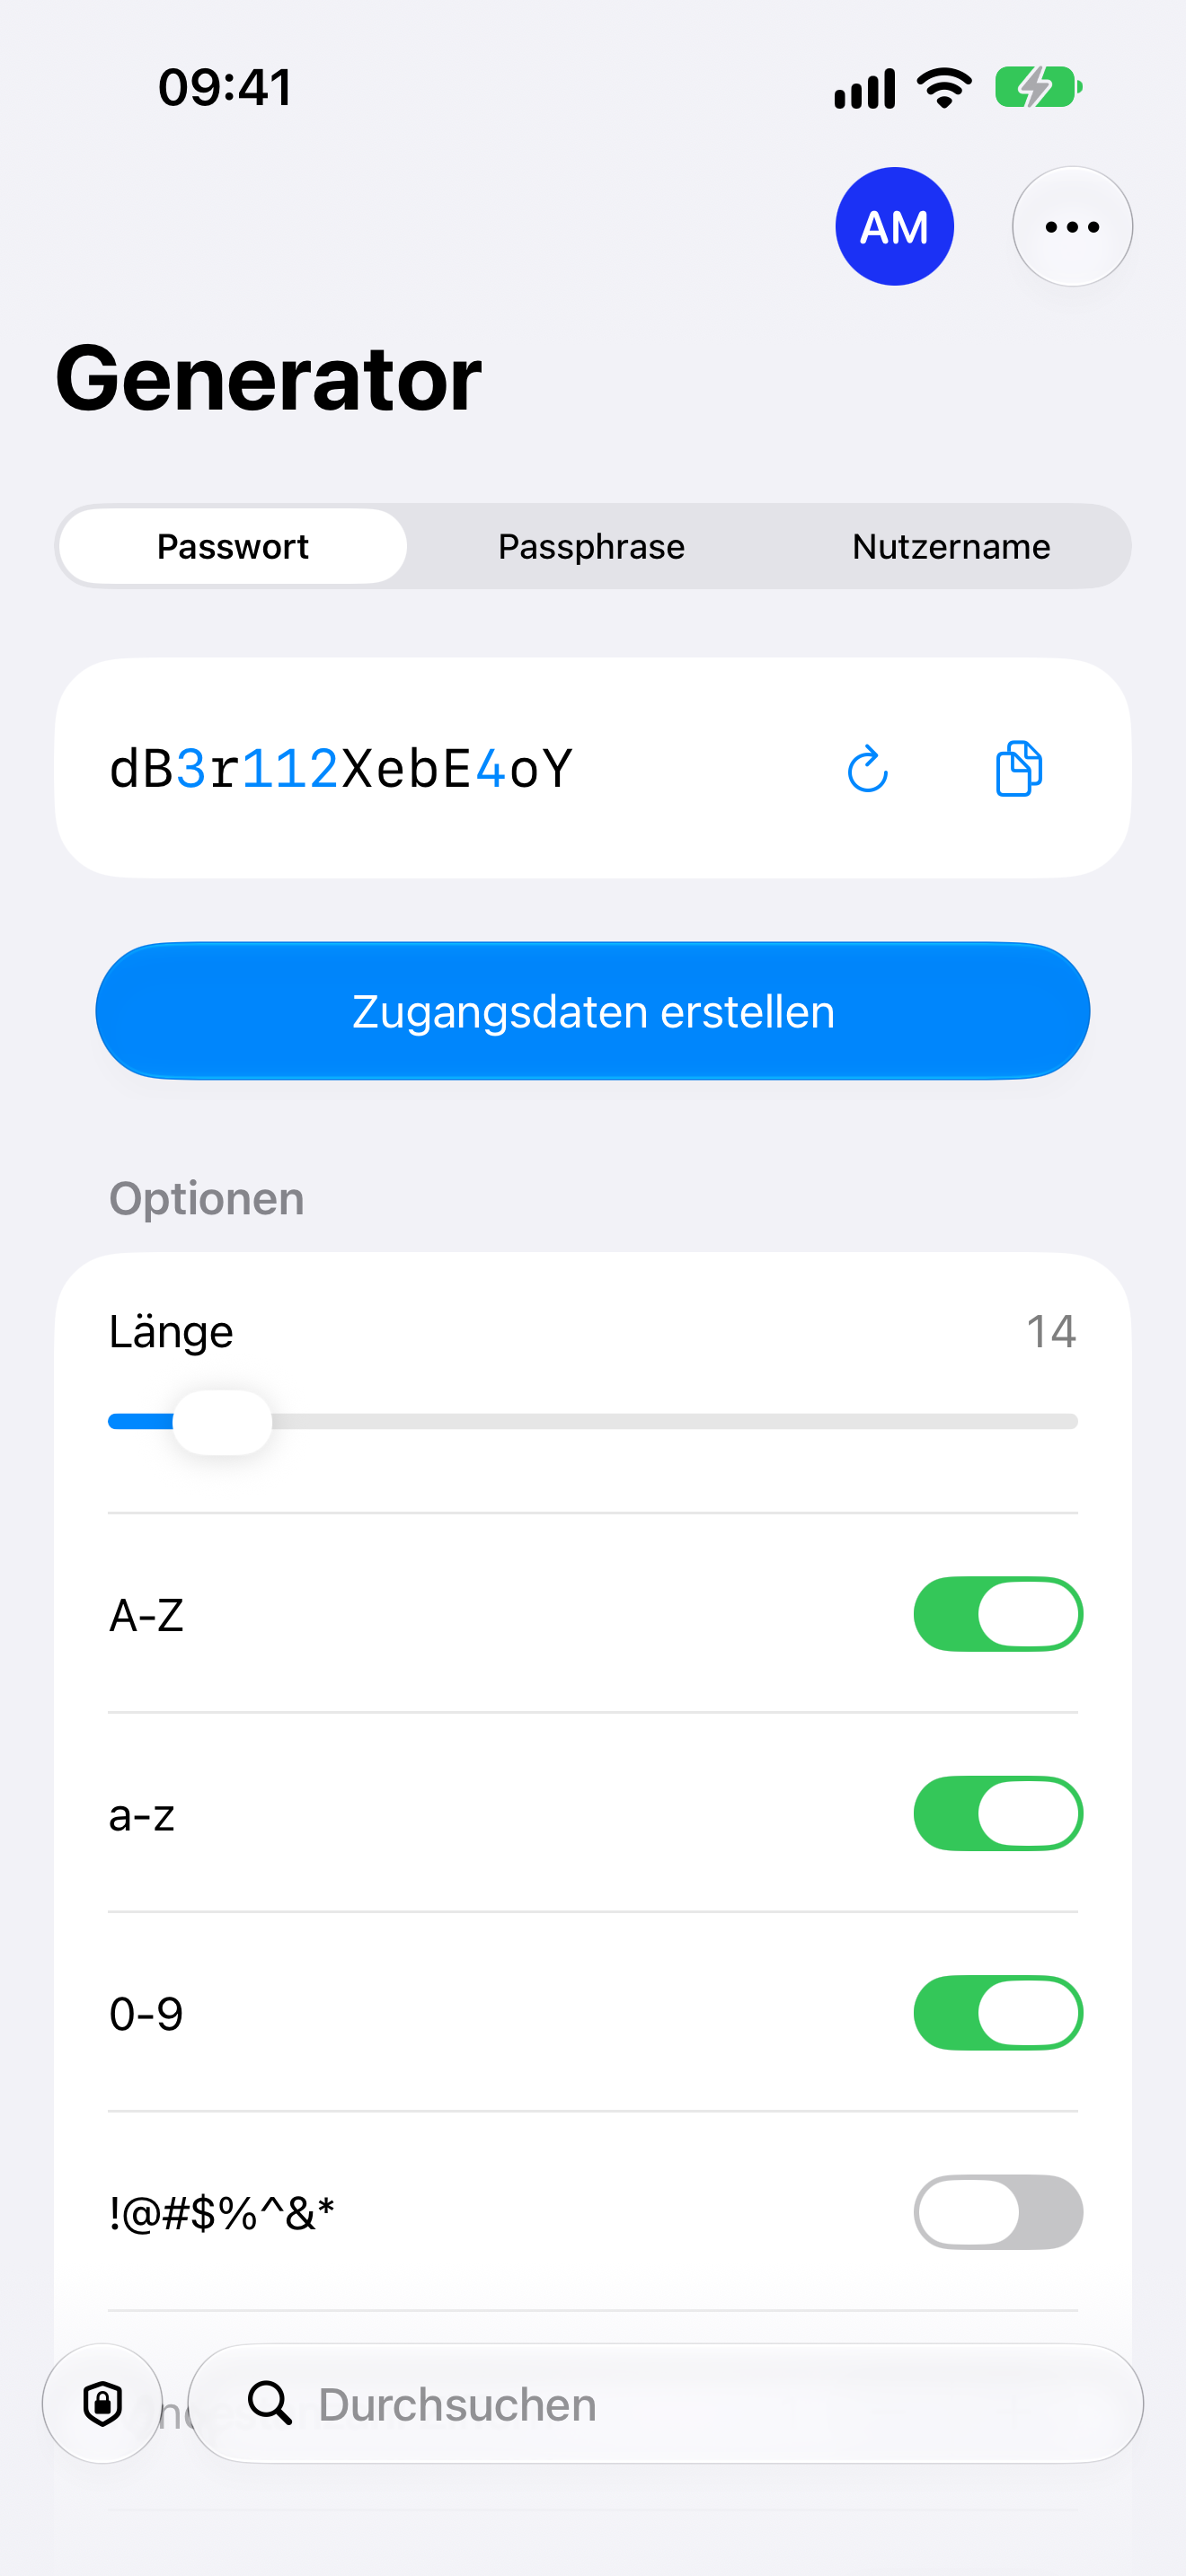 09:41
AM
Generator
Passwort Passphrase Nutzername
dB3r112XebE4oY
Zugangsdaten erstellen
Optionen
Länge 14
A-Z
a-z
0-9
!@#$%^&*
Durchsuchen